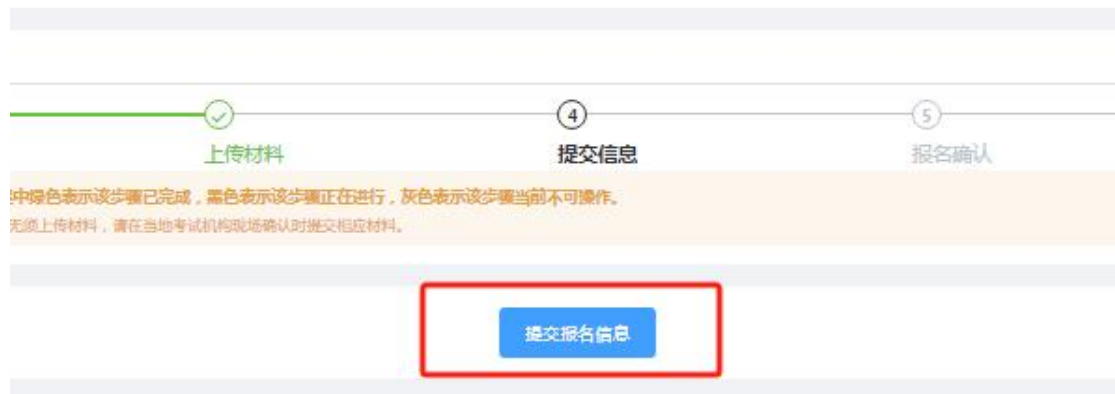 4
5
上传材料
提交信息
报名确认
中绿色表示该步骤已完成，黑色表示该步骤正在进行，灰色表示该步骤当前不可操作。
无须上传材料，请在当地考试机构现场确认时提交相应材料。
提交报名信息